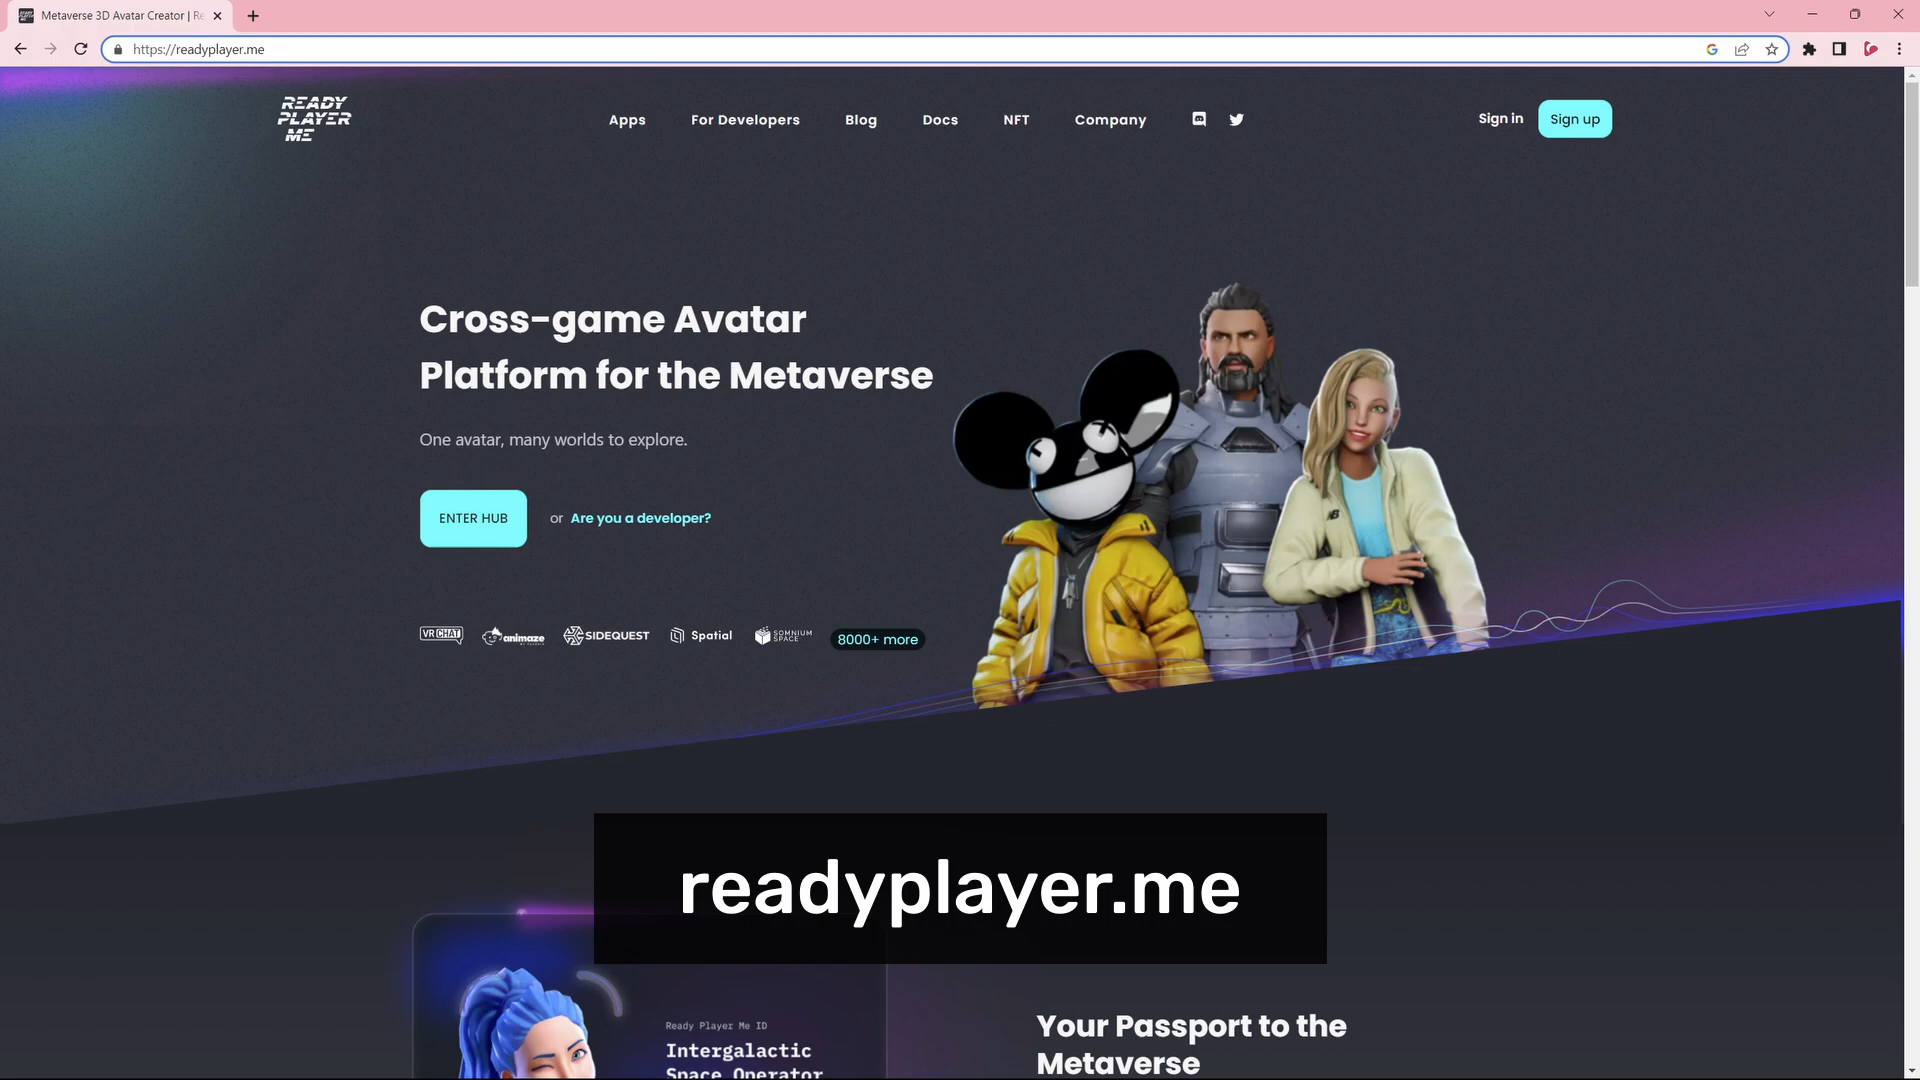 Metaverse 3D Avatar Creator | Re
https://readyplayer.me
READY
PLAYER
ME
Apps
For Developers
Blog
Docs
NFT
Company
Sign in
Sign up
Cross-game Avatar
Platform for the Metaverse
One avatar, many worlds to explore.
ENTER HUB
or Are you a developer?
VRCHAT
animaze
SIDEQUEST
Spatial
SOMNIUM
SPACE
8000+ more
readyplayer.me
Ready Player Me ID
Intergalactic
Space Operator
Your Passport to the
Metaverse